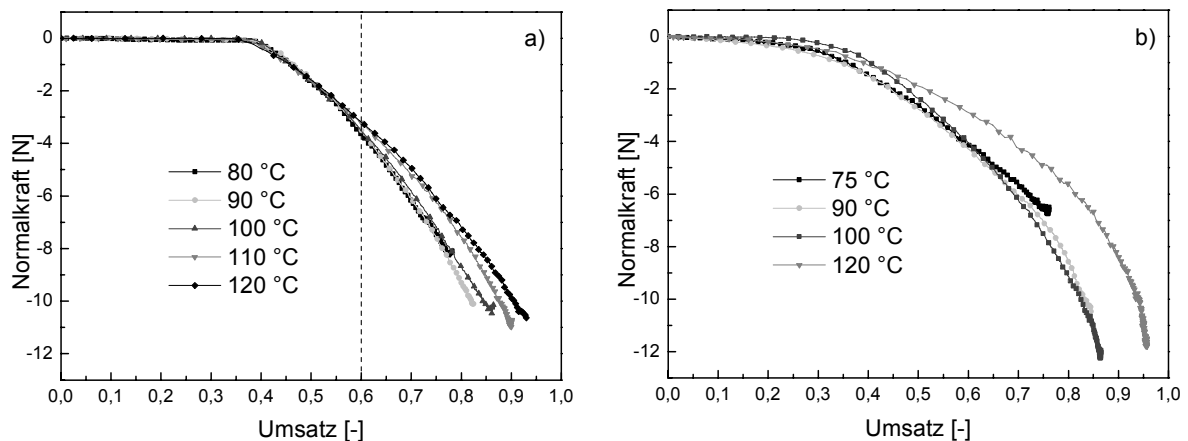 a)
0
-2
-4
-6
-8
-10
-12
Normalkraft [N]
80 °C
90 °C
100 °C
110 °C
120 °C
0,0 0,1 0,2 0,3 0,4 0,5 0,6 0,7 0,8 0,9 1,0
Umsatz [-]
b)
0
-2
-4
-6
-8
-10
-12
Normalkraft [N]
75 °C
90 °C
100 °C
120 °C
0,0 0,1 0,2 0,3 0,4 0,5 0,6 0,7 0,8 0,9 1,0
Umsatz [-]